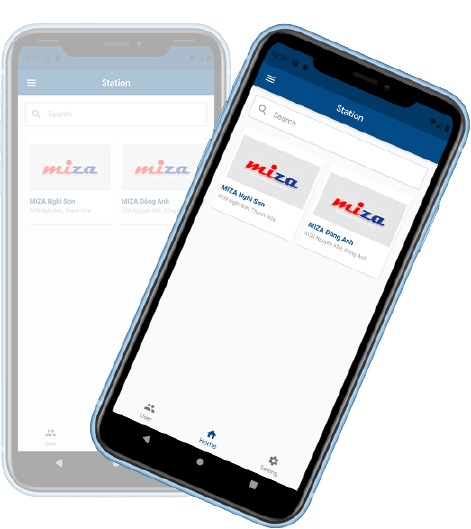 Station
Search
miza
miza
MIZA Nghi Sơn
KCN Nghi Sơn, Thanh Hóa
MIZA Đông Anh
KCN Nguyên Khê, Đông
User
Station
Search
miza
MIZA Nghi Sơn
KCN Nghi Sơn, Thanh Hóa
miza
MIZA Đông Anh
KCN Nguyên Khê, Đông Anh
User
Home
Setting